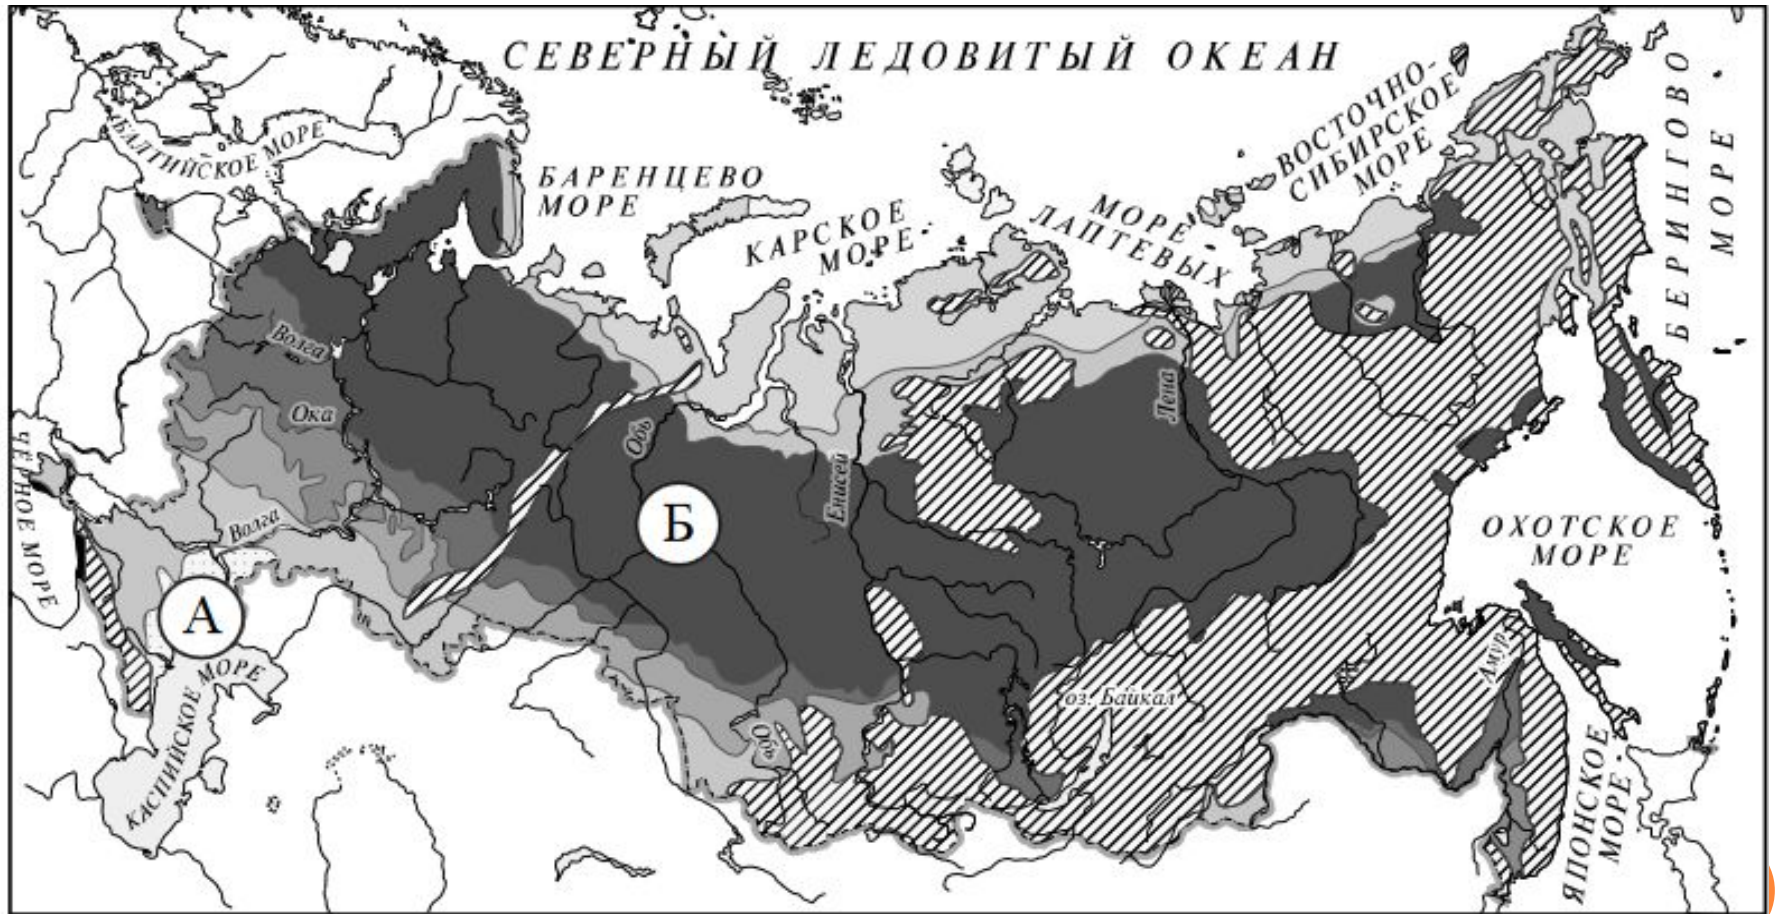 СЕВЕРНЫЙ ЛЕДОВИТЫЙ ОКЕАН
БАЛТИЙСКОЕ МОРЕ
БАРЕНЦЕВО
МОРЕ
КАРСКОЕ
МОРЕ
МОРЕ
ЛАПТЕВЫХ
ВОСТОЧНО-
СИБИРСКОЕ
МОРЕ
БЕРИНГОВО
МОРЕ
Волга
Ока
Обь
Енисей
Лена
ЧЁРНОЕ МОРЕ
Волга
А
Б
ОХОТСКОЕ
МОРЕ
Амур
оз. Байкал
Обь
КАСПИЙСКОЕ МОРЕ
ЯПОНСКОЕ
МОРЕ